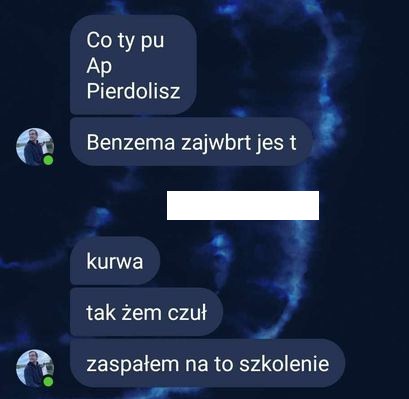 Co ty pu
Ap
Pierdolisz
Benzema zajwbrt jes t
kurwa
tak żem czuł
zaspałem na to szkolenie